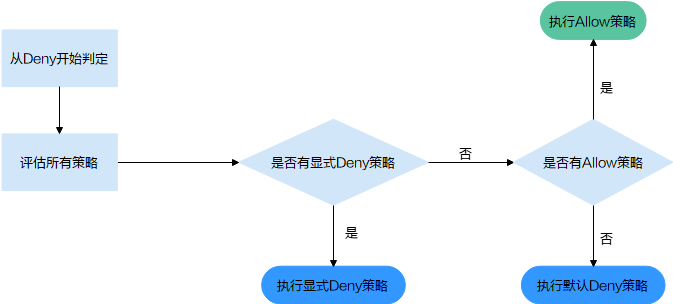 从Deny开始判定
评估所有策略
是否有显式Deny策略
否
是否有Allow策略
是
执行Allow策略
是
执行显式Deny策略
否
执行默认Deny策略